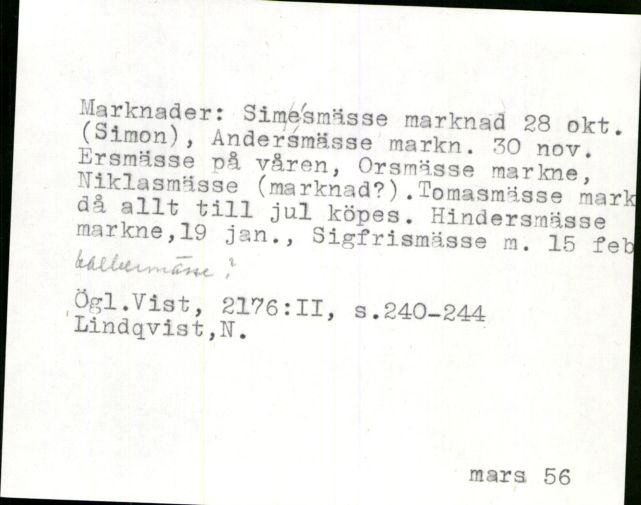 Marknader: Simesmässe marknad 28 okt.
(Simon), Andersmässe markn. 30 nov.
Ersmässe på våren, Orsmässe markne,
Niklasmässe (marknad?).Tomasmässe mark
då allt till jul köpes. Hindersmässe
markne,19 jan., Sigfrismässe m. 15 feb
?
Ögl.Vist, 2176:II, s.240-244
Lindqvist,N.
mars 56